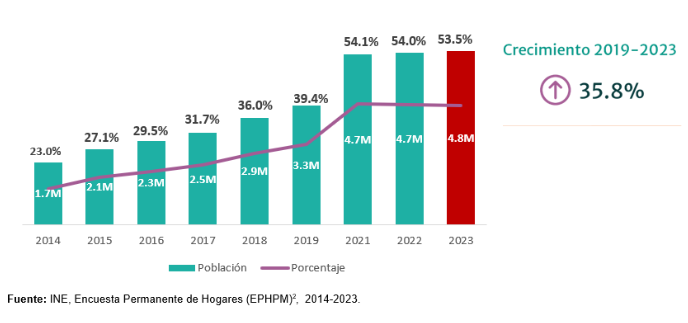 54.1% 54.0% 53.5%
Crecimiento 2019-2023
35.8%
39.4%
36.0%
31.7%
29.5%
27.1%
23.0%
4.7M 4.7M 4.8M
3.3M
2.9M
2.5M
2.3M
2.1M
1.7M
2014 2015 2016 2017 2018 2019 2021 2022 2023
Población Porcentaje
Fuente: INE, Encuesta Permanente de Hogares (EPHPM)², 2014-2023.